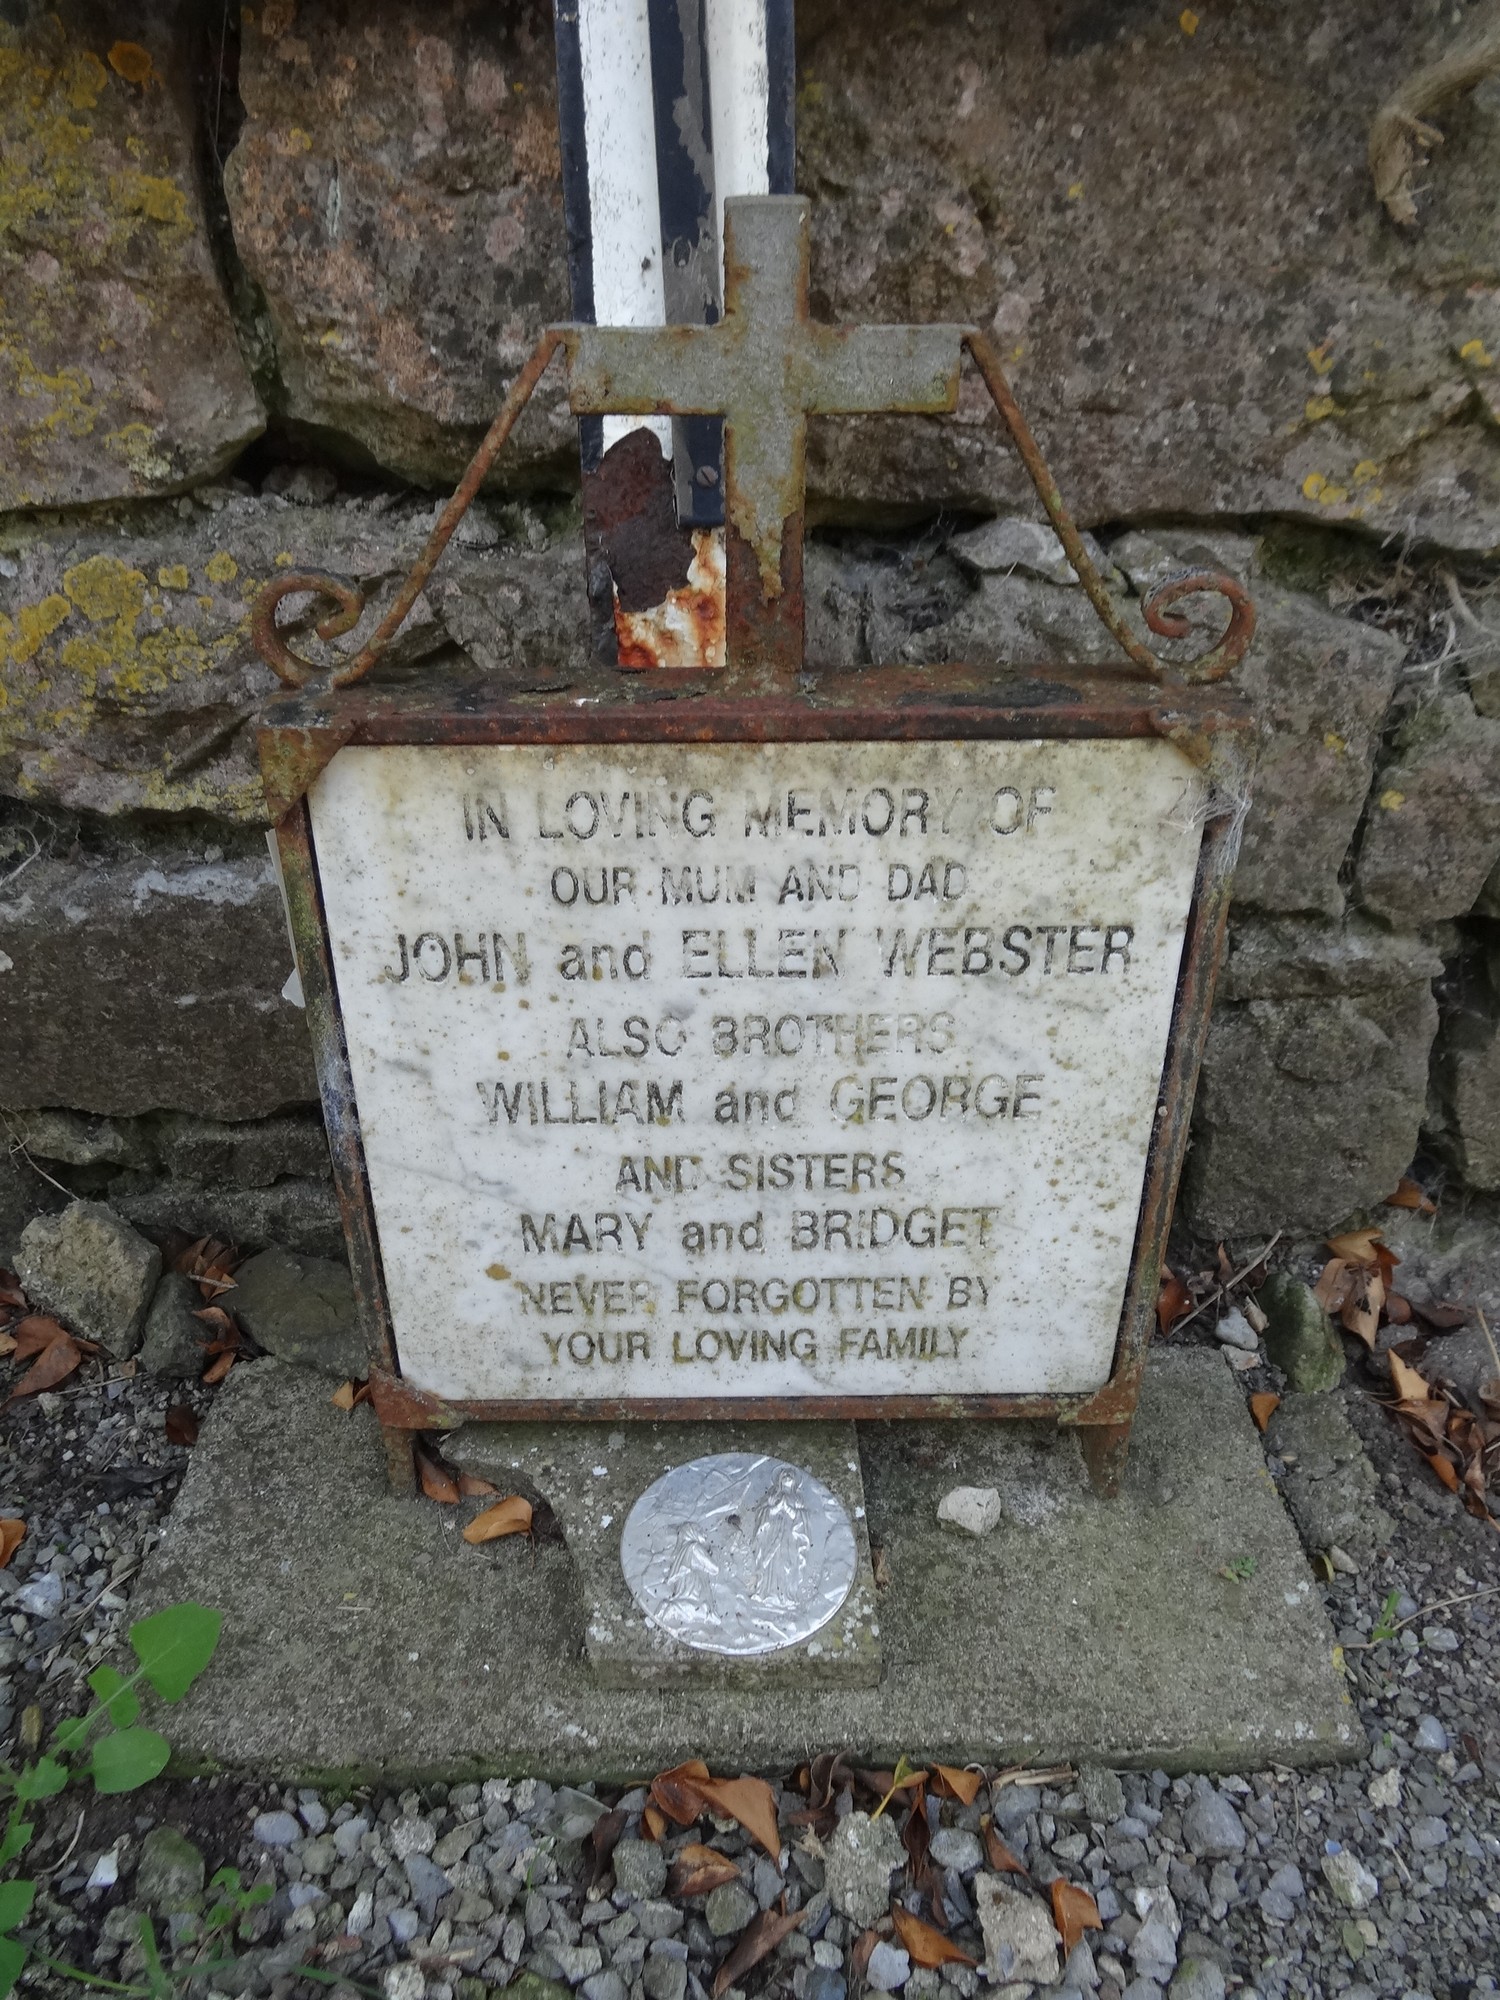 IN LOVING MEMORY OF
OUR MUM AND DAD
JOHN and ELLEN WEBSTER
ALSO BROTHERS
WILLIAM and GEORGE
AND SISTERS
MARY and BRIDGET
NEVER FORGOTTEN BY
YOUR LOVING FAMILY